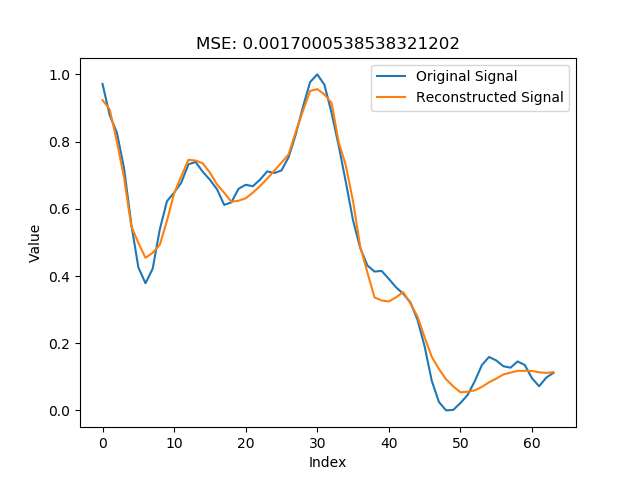 MSE: 0.0017000538538321202
Original Signal
Reconstructed Signal
1.0
0.8
0.6
0.4
0.2
0.0
Value
0 10 20 30 40 50 60
Index